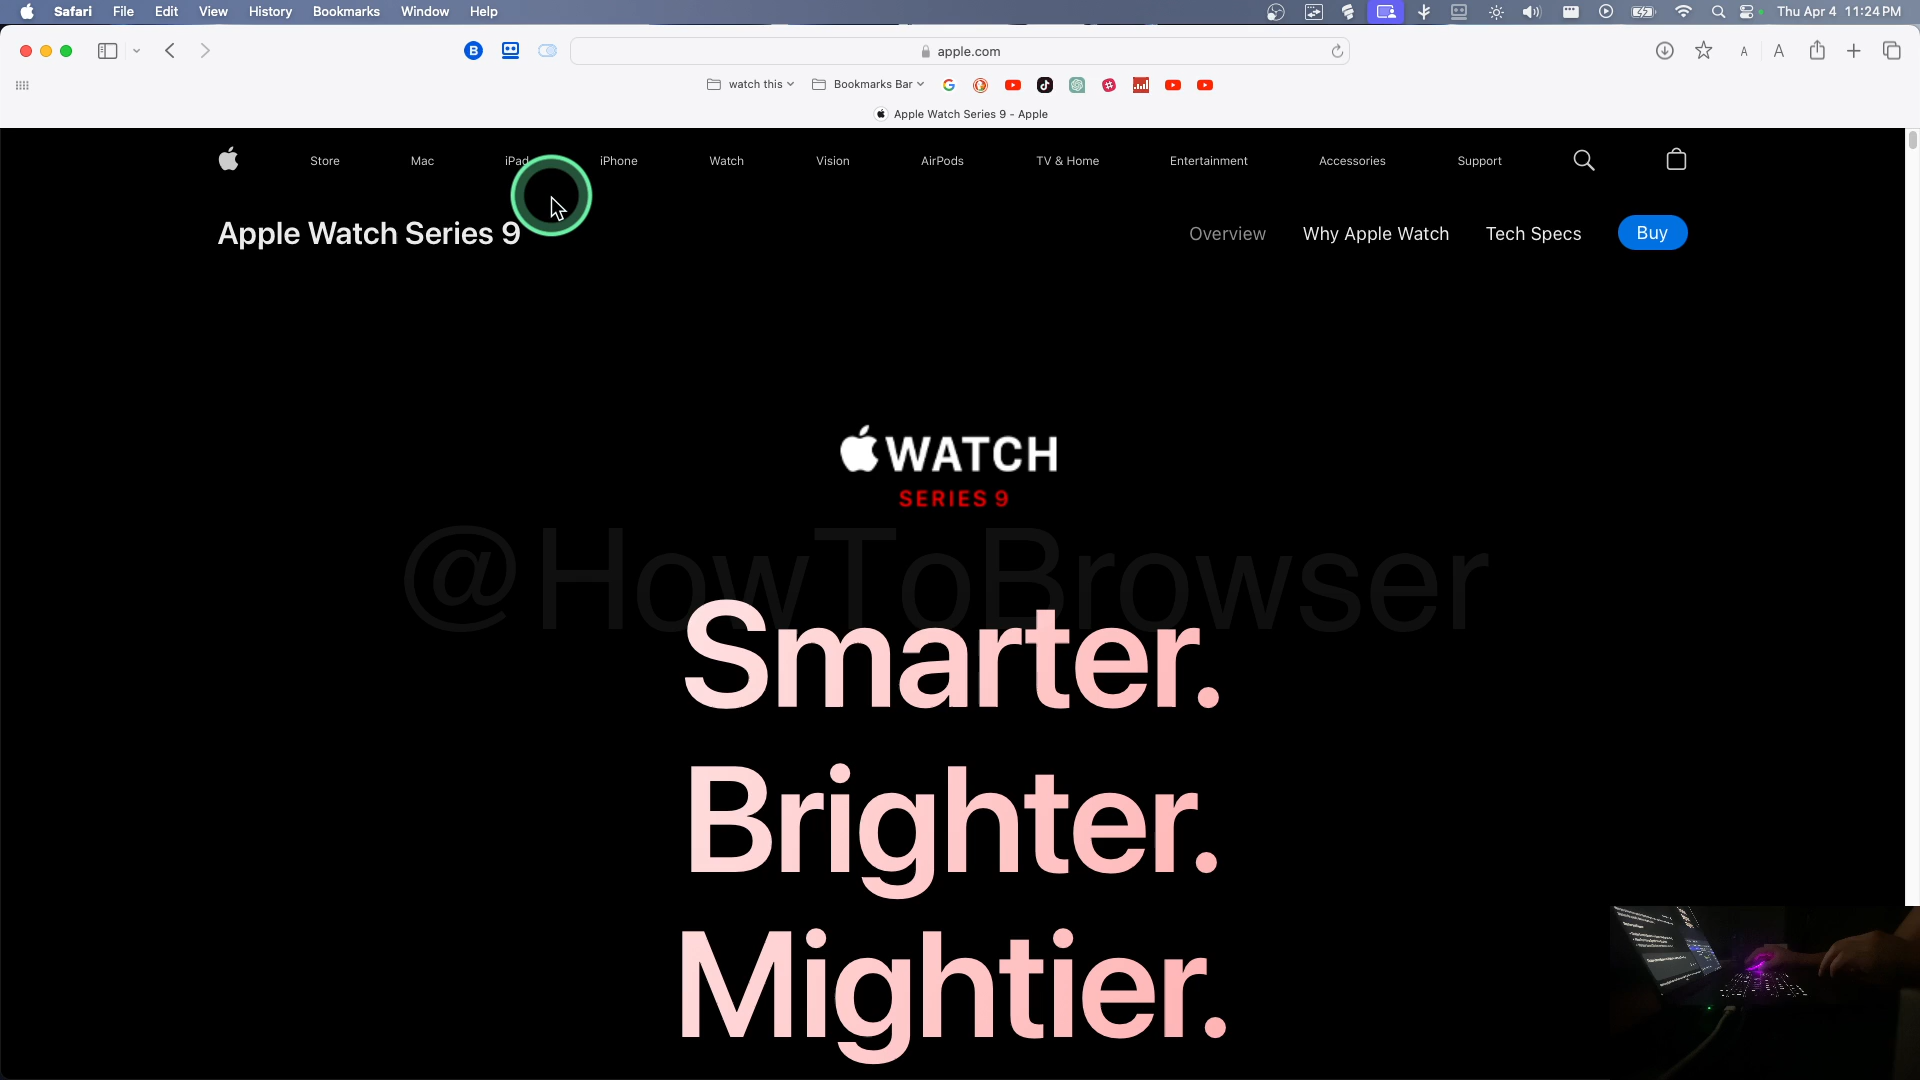 Safari File Edit View History Bookmarks Window Help Thu Apr 4 11:24 PM
B apple.com A A
watch this Bookmarks Bar G
Apple Watch Series 9 - Apple
Store Mac iPad iPhone Watch Vision AirPods TV & Home Entertainment Accessories Support
Apple Watch Series 9 Overview Why Apple Watch Tech Specs Buy
WATCH
SERIES 9
@HowToBrowser
Smarter.
Brighter.
Mightier.